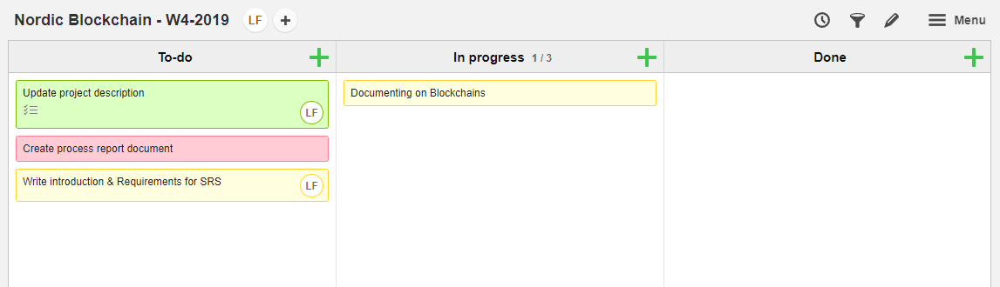 Nordic Blockchain - W4-2019 LF
Menu
To-do
In progress 1 / 3
Done
Update project description
LF
Create process report document
Write introduction & Requirements for SRS
LF
Documenting on Blockchains